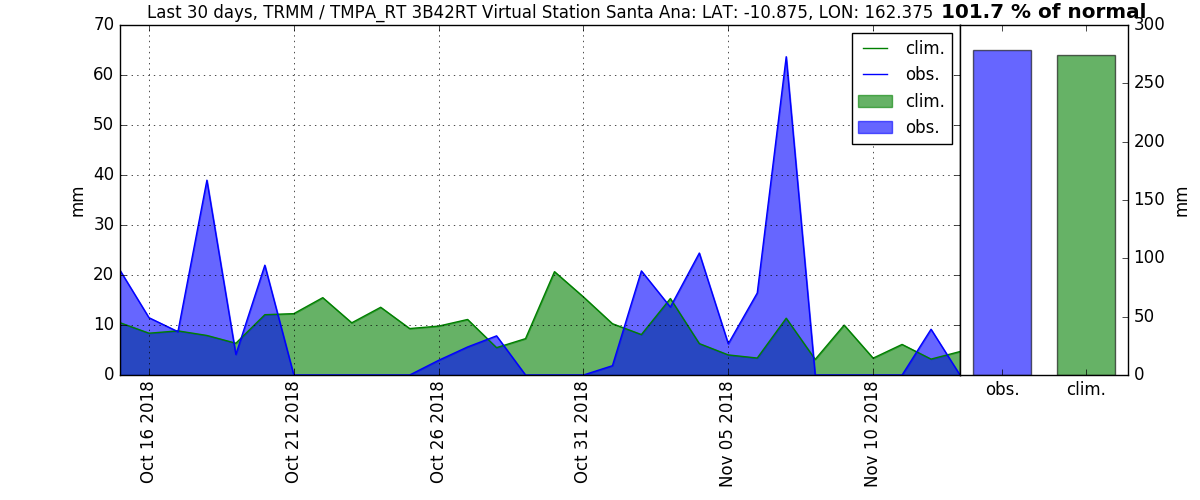 Last 30 days, TRMM / TMPA_RT 3B42RT Virtual Station Santa Ana: LAT: -10.875, LON: 162.375 101.7 % of normal
70
60
50
40
30
20
10
0
mm
clim.
obs.
clim.
obs.
300
250
200
150
100
50
0
mm
obs.
clim.
Oct 16 2018
Oct 21 2018
Oct 26 2018
Oct 31 2018
Nov 05 2018
Nov 10 2018